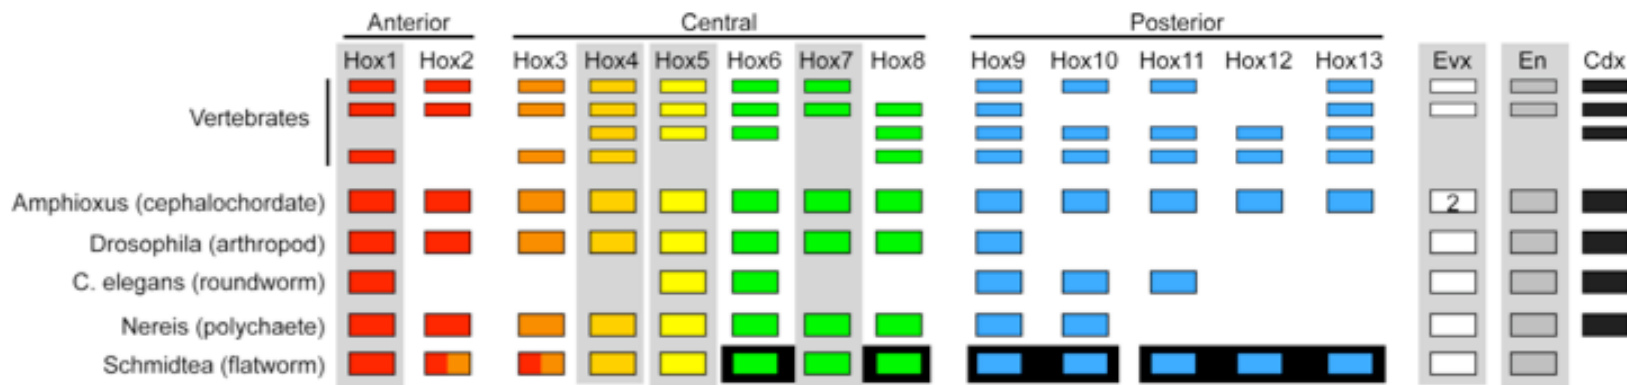 Anterior Central Posterior
Hox1 Hox2 Hox3 Hox4 Hox5 Hox6 Hox7 Hox8 Hox9 Hox10 Hox11 Hox12 Hox13 Evx En Cdx
Vertebrates
Amphioxus (cephalochordate) 2
Drosophila (arthropod)
C. elegans (roundworm)
Nereis (polychaete)
Schmidtea (flatworm)